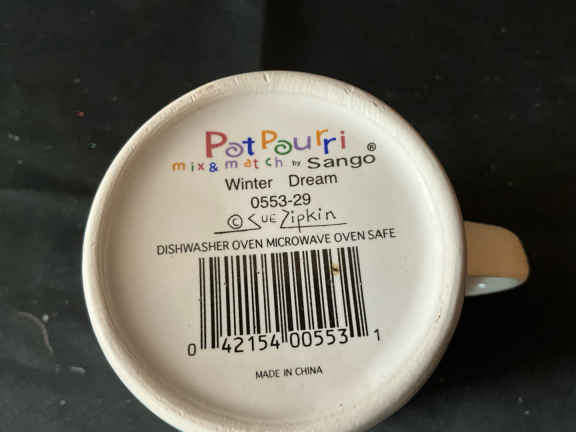 PotPourri ®
mix & match by Sango
Winter Dream
0553-29
© Sue Zipkin
DISHWASHER OVEN MICROWAVE OVEN SAFE
0 42154 00553 1
MADE IN CHINA